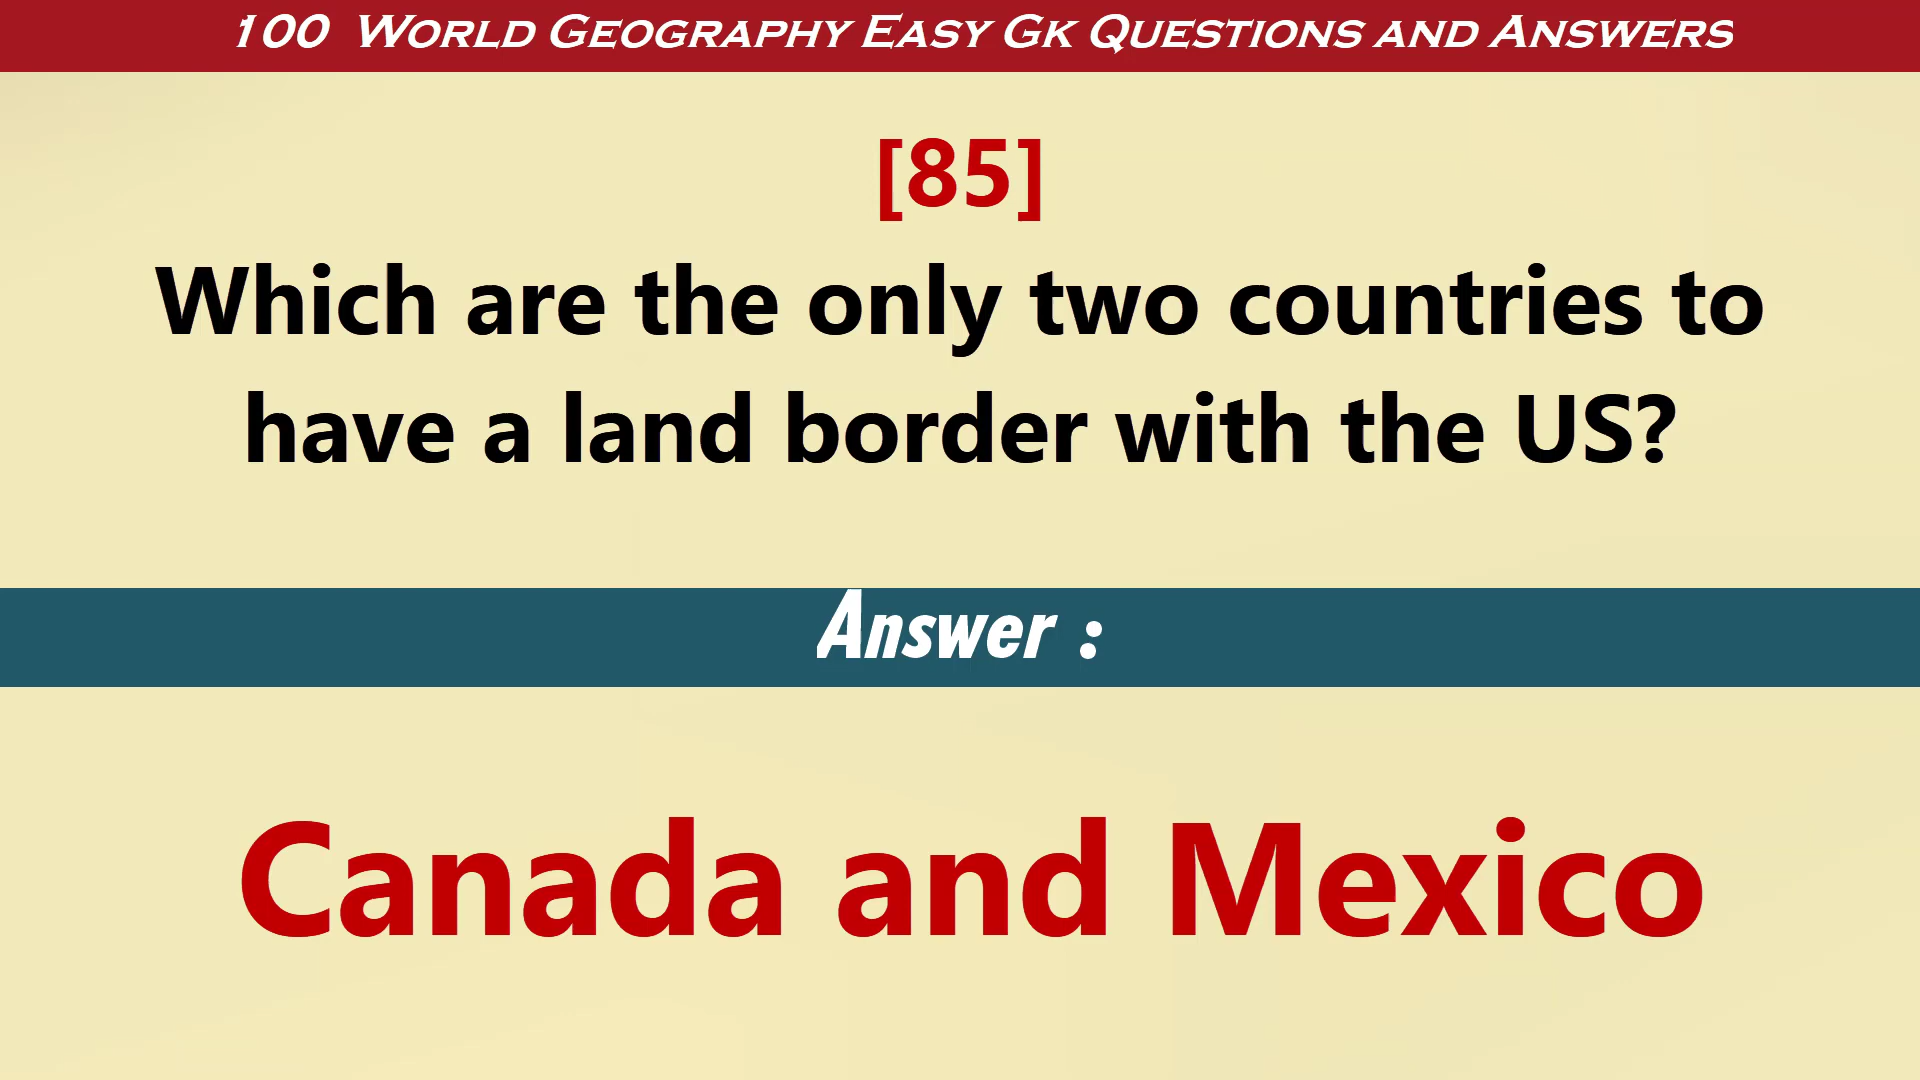 100 World Geography Easy Gk Questions and Answers
[85]
Which are the only two countries to
have a land border with the US?
Answer :
Canada and Mexico